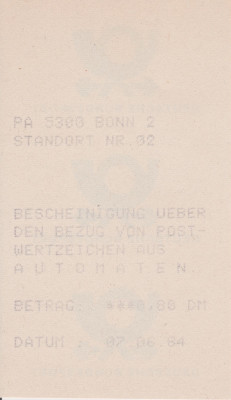 PA 5300 BONN 2
STANDORT NR.02
BESCHEINIGUNG UEBER
DEN BEZUG VON POST-
WERTZEICHEN AUS
A U T O M A T E N .
BETRAG: DM
DATUM : 07.06.84